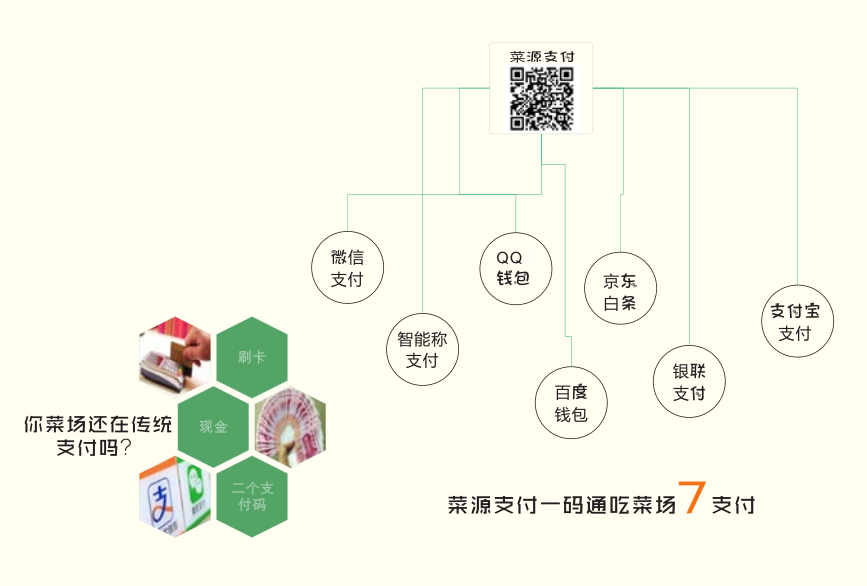 菜源支付
微信
支付
QQ
钱包
京东
白条
支付宝
支付
智能称
支付
银联
支付
百度
钱包
刷卡
现金
二个支
付码
你菜场还在传统
支付吗?
支
菜源支付一码通吃菜场7支付